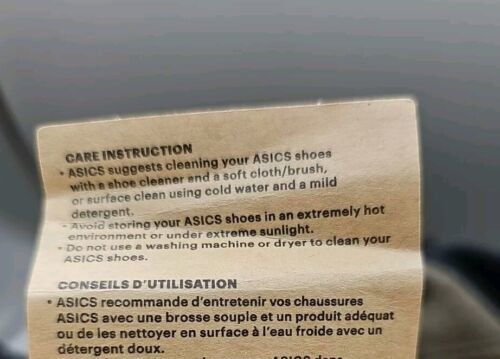 CARE INSTRUCTION
• ASICS suggests cleaning your ASICS shoes
with a shoe cleaner and a soft cloth/brush,
or surface clean using cold water and a mild
detergent.
• Avoid storing your ASICS shoes in an extremely hot
environment or under extreme sunlight.
• Do not use a washing machine or dryer to clean your
ASICS shoes.
CONSEILS D'UTILISATION
• ASICS recommande d'entretenir vos chaussures
ASICS avec une brosse souple et un produit adéquat
ou de les nettoyer en surface à l'eau froide avec un
détergent doux.
ASICS dans